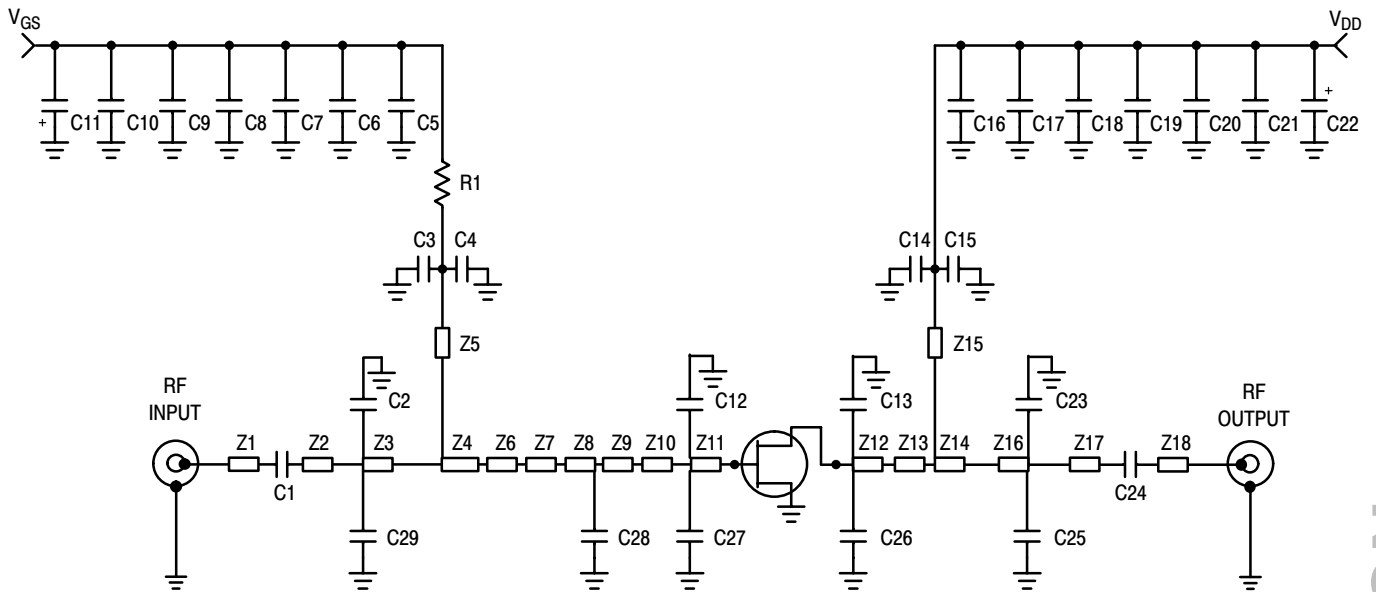 VGS
VDD
C11 C10 C9 C8 C7 C6 C5
+
C16 C17 C18 C19 C20 C21 C22
+
R1
C3 C4
C14 C15
Z5
Z15
RF
INPUT
C2
C12
C13
C23
RF
OUTPUT
Z1 Z2 Z3 Z4 Z6 Z7 Z8 Z9 Z10 Z11 Z12 Z13 Z14 Z16 Z17 Z18
C1
C24
C29
C28
C27
C26
C25